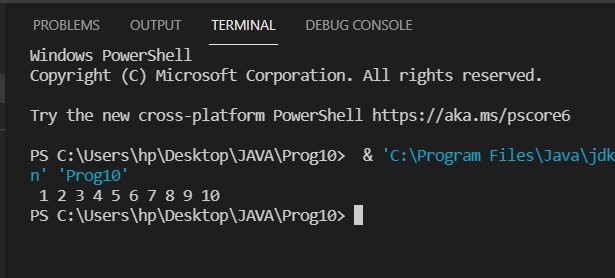 PROBLEMS OUTPUT TERMINAL DEBUG CONSOLE
Windows PowerShell
Copyright (C) Microsoft Corporation. All rights reserved.
Try the new cross-platform PowerShell https://aka.ms/pscore6
PS C:\Users\hp\Desktop\JAVA\Prog10>  & 'C:\Program Files\Java\jdk
n' 'Prog10'
 1 2 3 4 5 6 7 8 9 10
PS C:\Users\hp\Desktop\JAVA\Prog10>